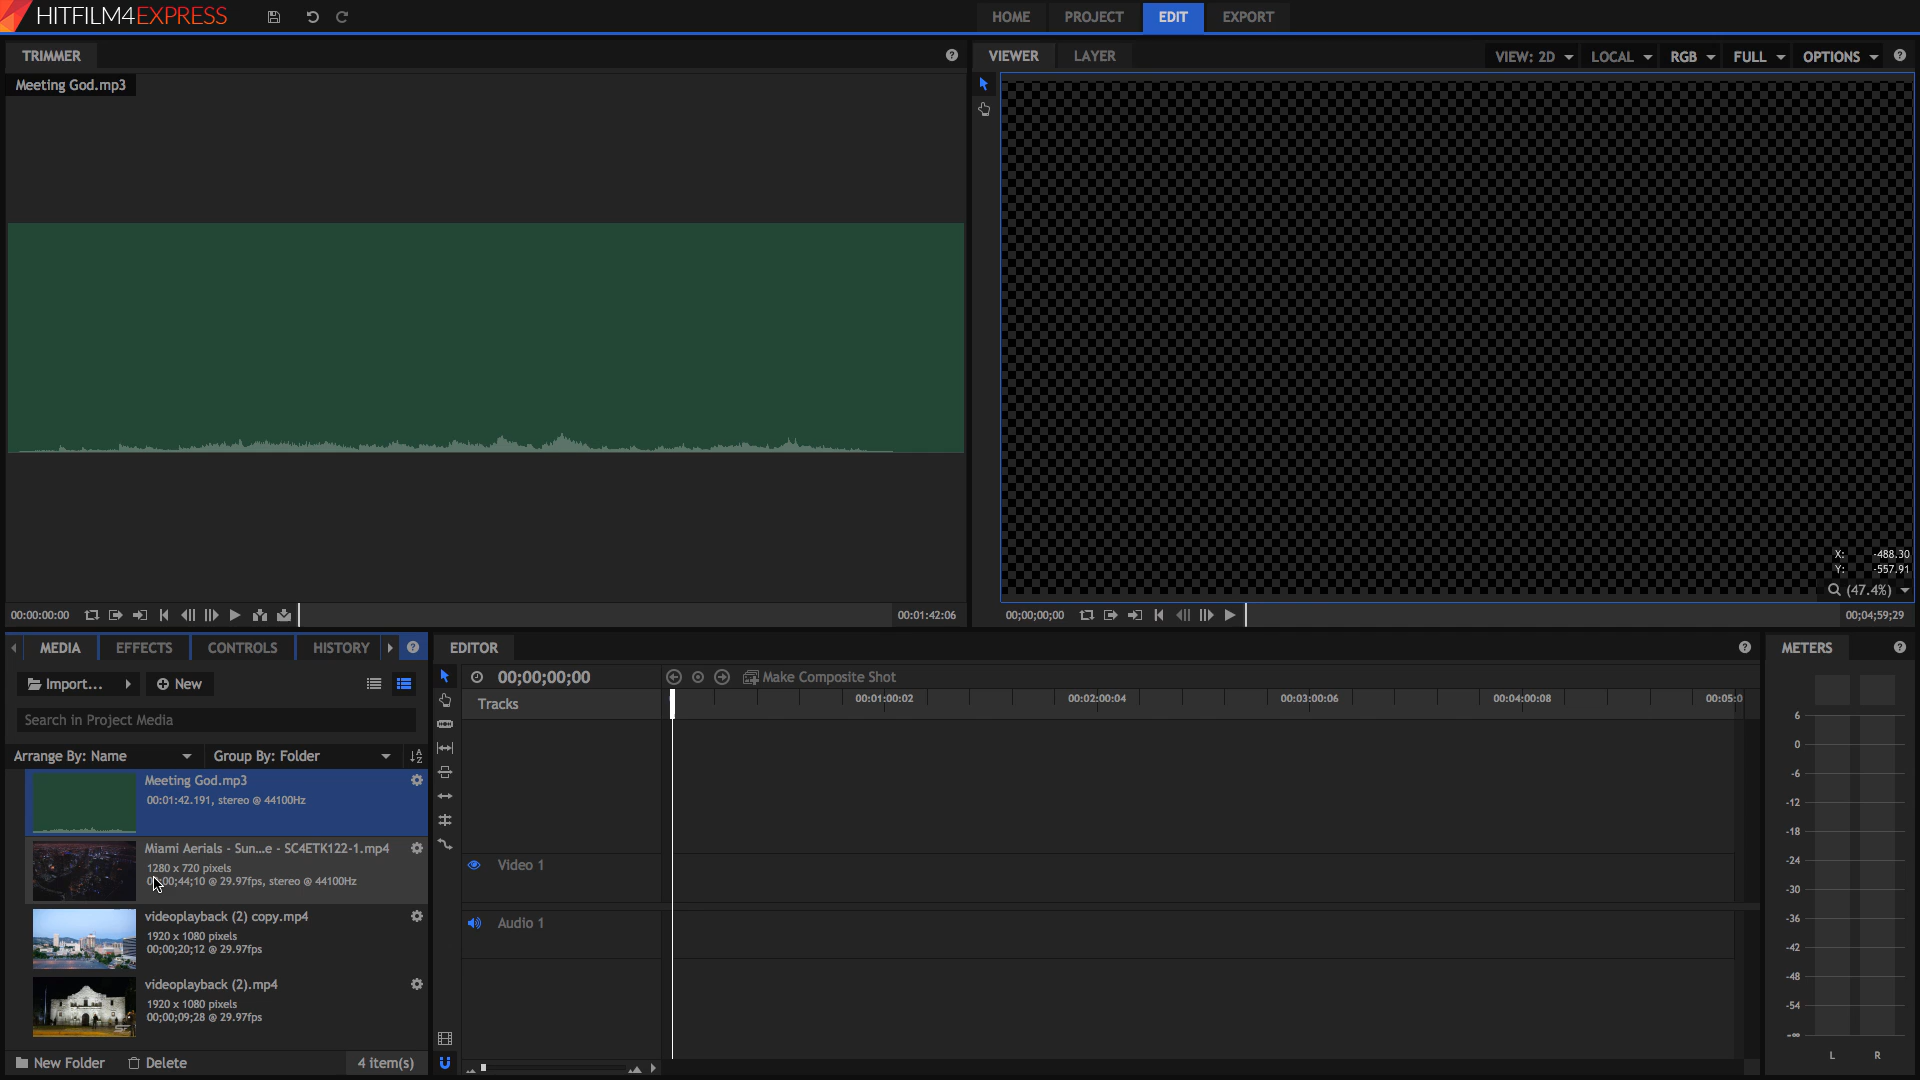 HITFILM4EXPRESS
HOME PROJECT EDIT EXPORT
TRIMMER
Meeting God.mp3
VIEWER LAYER VIEW: 2D LOCAL RGB FULL OPTIONS
X: -488.30
Y: -557.91
(47.4%)
00:00:00:00 00:01:42:06
00;00;00;00 00;04;59;29
MEDIA EFFECTS CONTROLS HISTORY
Import... New
Search in Project Media
Arrange By: Name Group By: Folder
Meeting God.mp3
00:01:42.191, stereo @ 44100Hz
Miami Aerials - Sun...e - SC4ETK122-1.mp4
1280 x 720 pixels
00;44;10 @ 29.97fps, stereo @ 44100Hz
videoplayback (2) copy.mp4
1920 x 1080 pixels
00;00;20;12 @ 29.97fps
videoplayback (2).mp4
1920 x 1080 pixels
00;00;09;28 @ 29.97fps
New Folder Delete 4 item(s)
EDITOR
00;00;00;00 Make Composite Shot
Tracks 00:01:00:02 00:02:00:04 00:03:00:06 00:04:00:08 00:05:0
Video 1
Audio 1
METERS
6
0
-6
-12
-18
-24
-30
-36
-42
-48
-54
-∞
L R